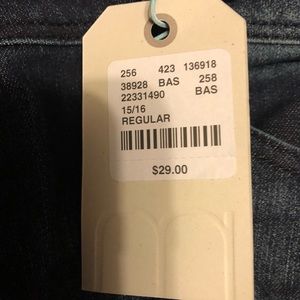 256 423 136918
38928 BAS 258
22331490 BAS
15/16
REGULAR
$29.00